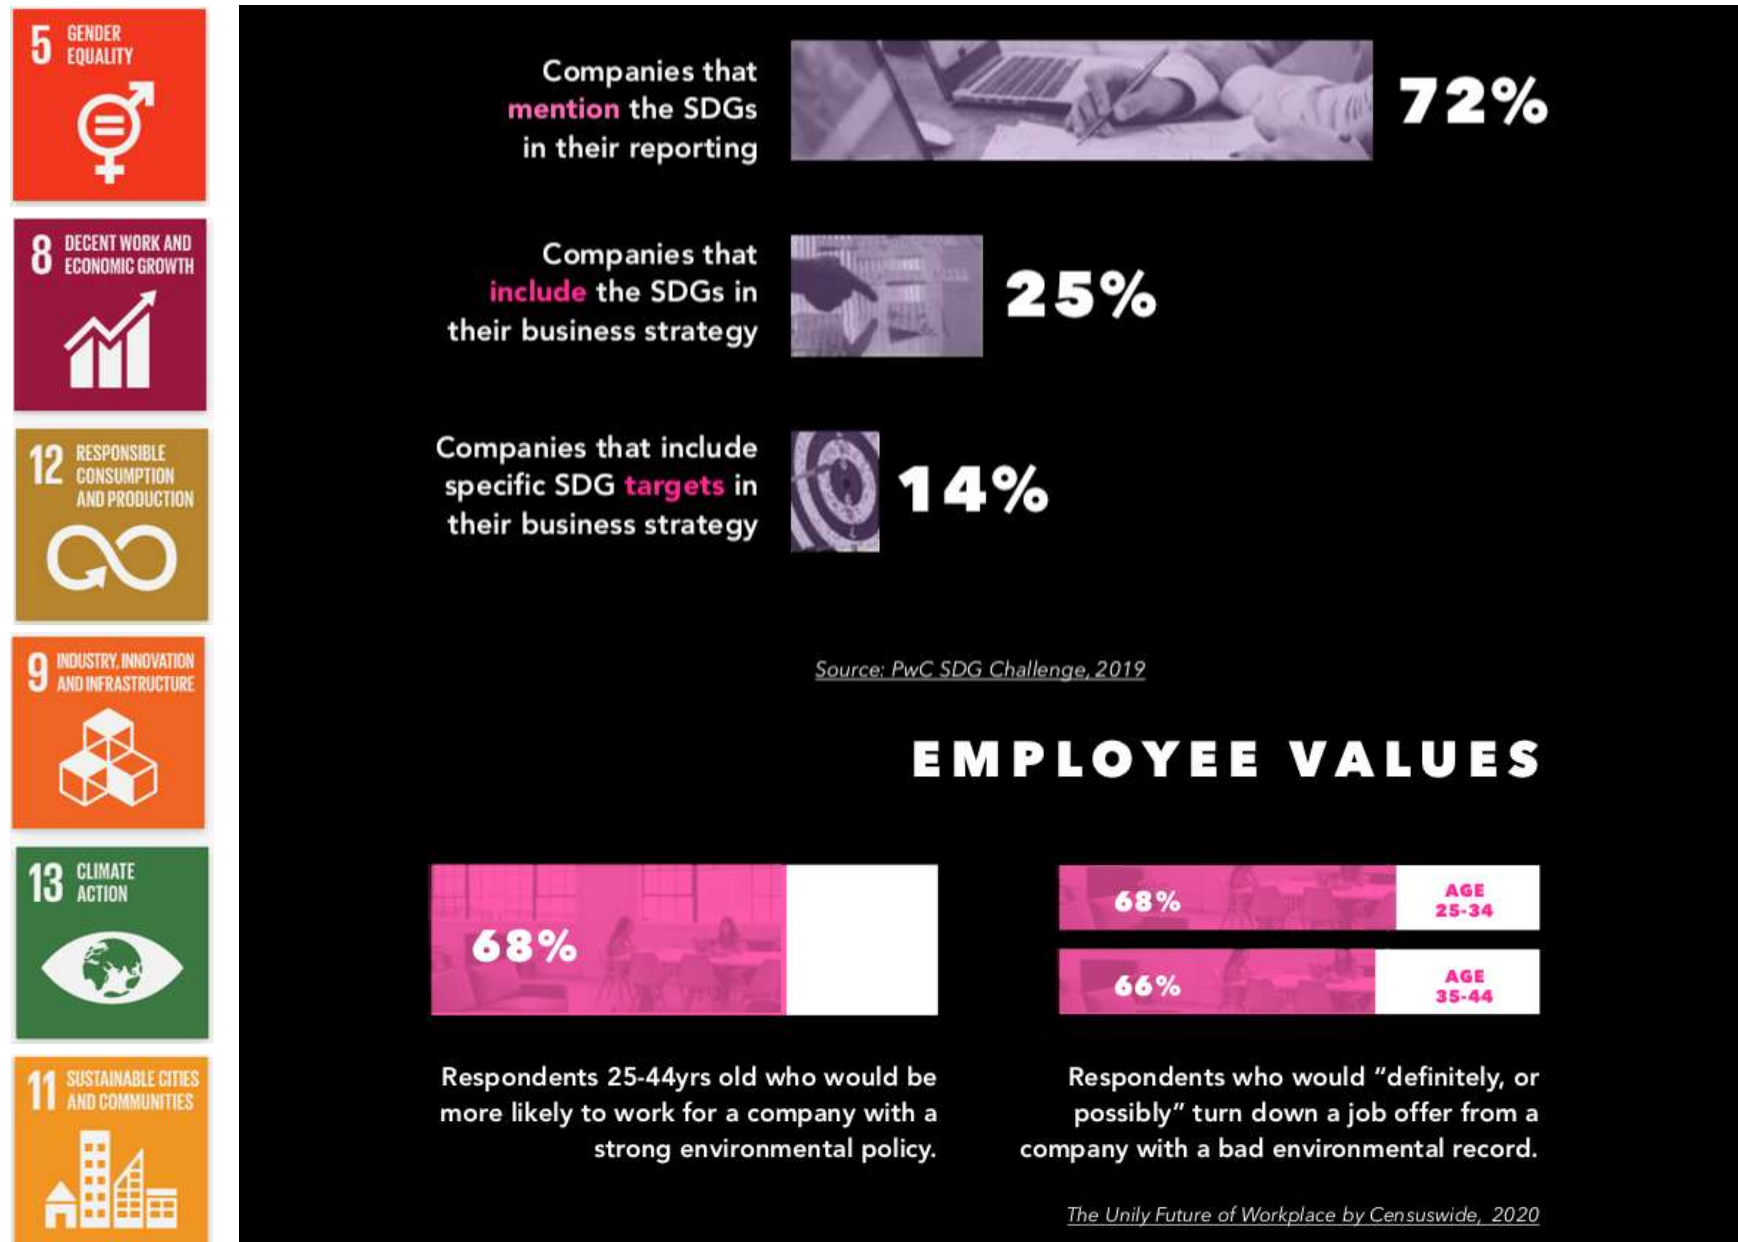 5 GENDER
EQUALITY
8 DECENT WORK AND
ECONOMIC GROWTH
12 RESPONSIBLE
CONSUMPTION
AND PRODUCTION
9 INDUSTRY, INNOVATION
AND INFRASTRUCTURE
13 CLIMATE
ACTION
11 SUSTAINABLE CITIES
AND COMMUNITIES
Companies that
mention the SDGs
in their reporting
72%
Companies that
include the SDGs in
their business strategy
25%
Companies that include
specific SDG targets in
their business strategy
14%
Source: PwC SDG Challenge, 2019
EMPLOYEE VALUES
68%
Respondents 25-44yrs old who would be
more likely to work for a company with a
strong environmental policy.
68%
AGE
25-34
66%
AGE
35-44
Respondents who would "definitely, or
possibly" turn down a job offer from a
company with a bad environmental record.
The Unily Future of Workplace by Censuswide, 2020